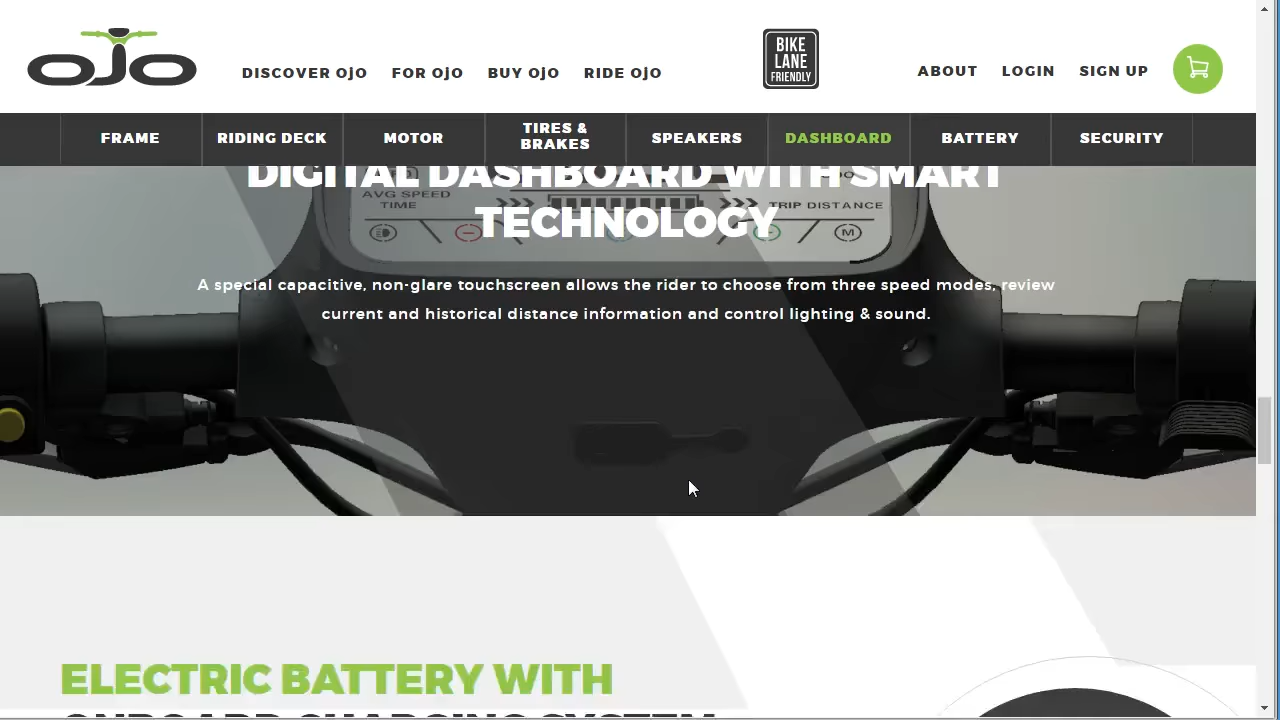 ojo
DISCOVER OjO FOR OjO BUY OjO RIDE OjO
BIKE
LANE
FRIENDLY
ABOUT LOGIN SIGN UP
FRAME RIDING DECK MOTOR TIRES & BRAKES SPEAKERS DASHBOARD BATTERY SECURITY
DIGITAL DASHBOARD WITH SMART
TECHNOLOGY
AVG SPEED
TIME
TRIP DISTANCE
M
A special capacitive, non-glare touchscreen allows the rider to choose from three speed modes, review
current and historical distance information and control lighting & sound.
ELECTRIC BATTERY WITH
ONBOARD CHARGING SYSTEM